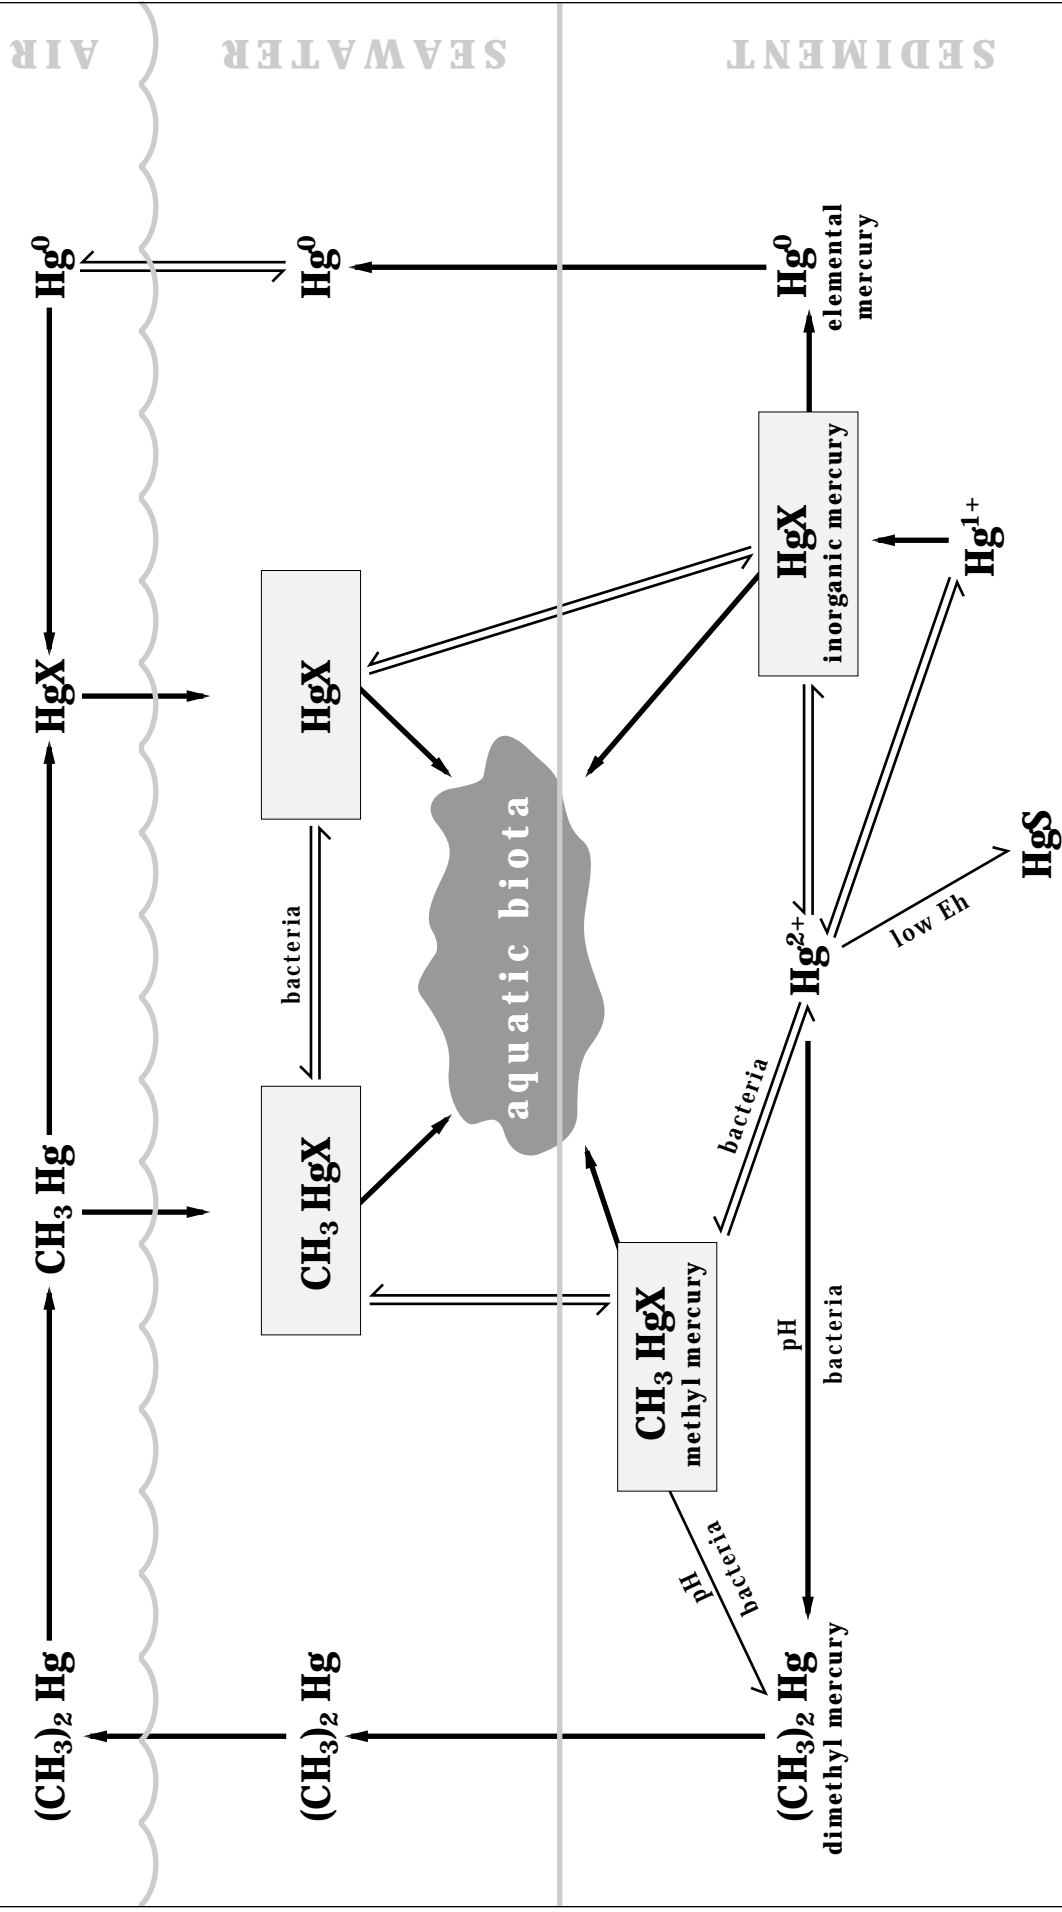 AIR
(CH₃)₂ Hg
CH₃ Hg
HgX
Hg⁰
SEAWATER
(CH₃)₂ Hg
CH₃ HgX
bacteria
HgX
Hg⁰
aquatic biota
SEDIMENT
CH₃ HgX
methyl mercury
pH
bacteria
bacteria
(CH₃)₂ Hg
dimethyl mercury
pH
bacteria
Hg²⁺
HgX
inorganic mercury
Hg⁰
elemental
mercury
low Eh
Hg¹⁺
HgS